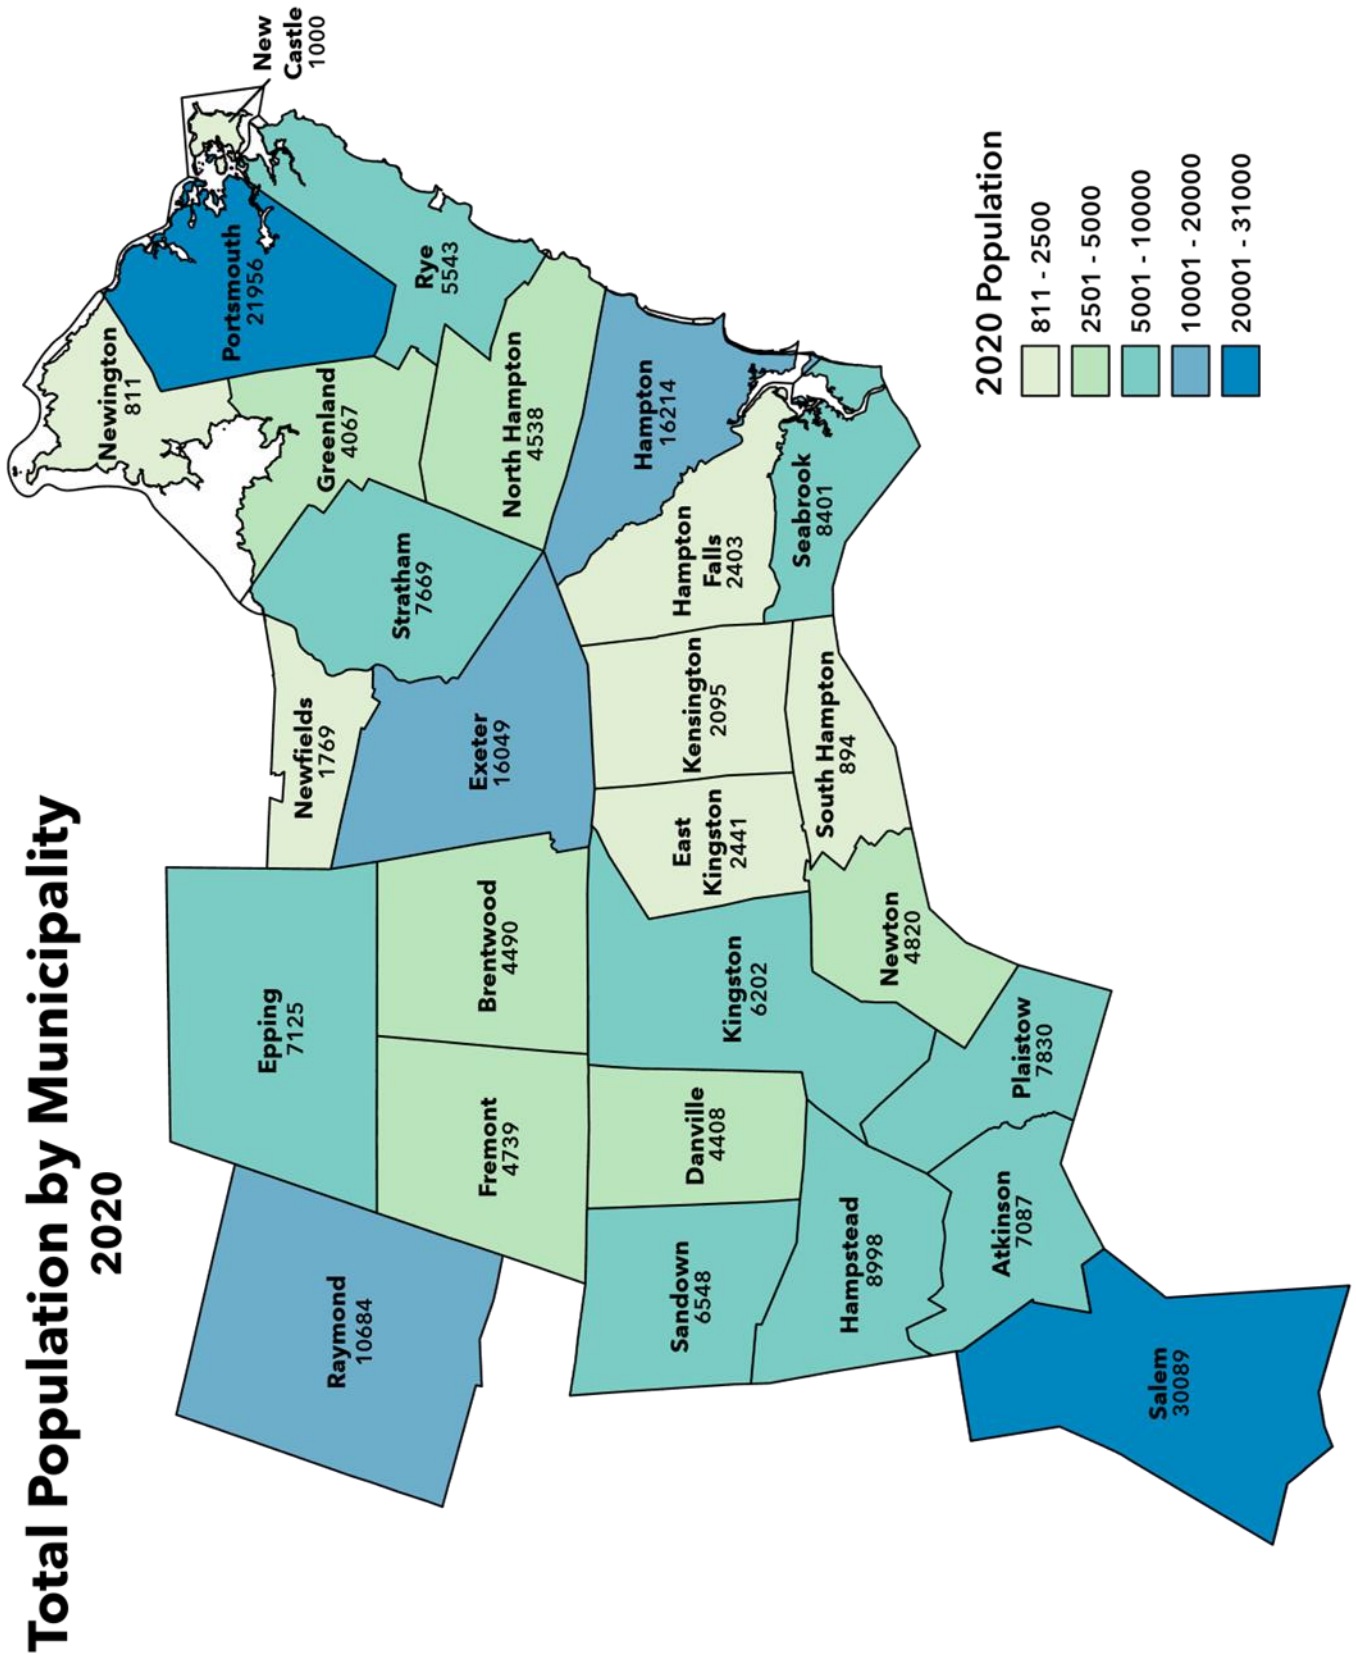 Total Population by Municipality
2020
New
Castle
1000
Portsmouth
21956
Newington
811
Rye
5543
Greenland
4067
North Hampton
4538
Hampton
16214
Stratham
7669
Hampton
Falls
2403
Seabrook
8401
Newfields
1769
Exeter
16049
Kensington
2095
South Hampton
894
East
Kingston
2441
Epping
7125
Brentwood
4490
Kingston
6202
Newton
4820
Plaistow
7830
Fremont
4739
Danville
4408
Raymond
10684
Sandown
6548
Hampstead
8998
Atkinson
7087
Salem
30089
2020 Population
811 - 2500
2501 - 5000
5001 - 10000
10001 - 20000
20001 - 31000